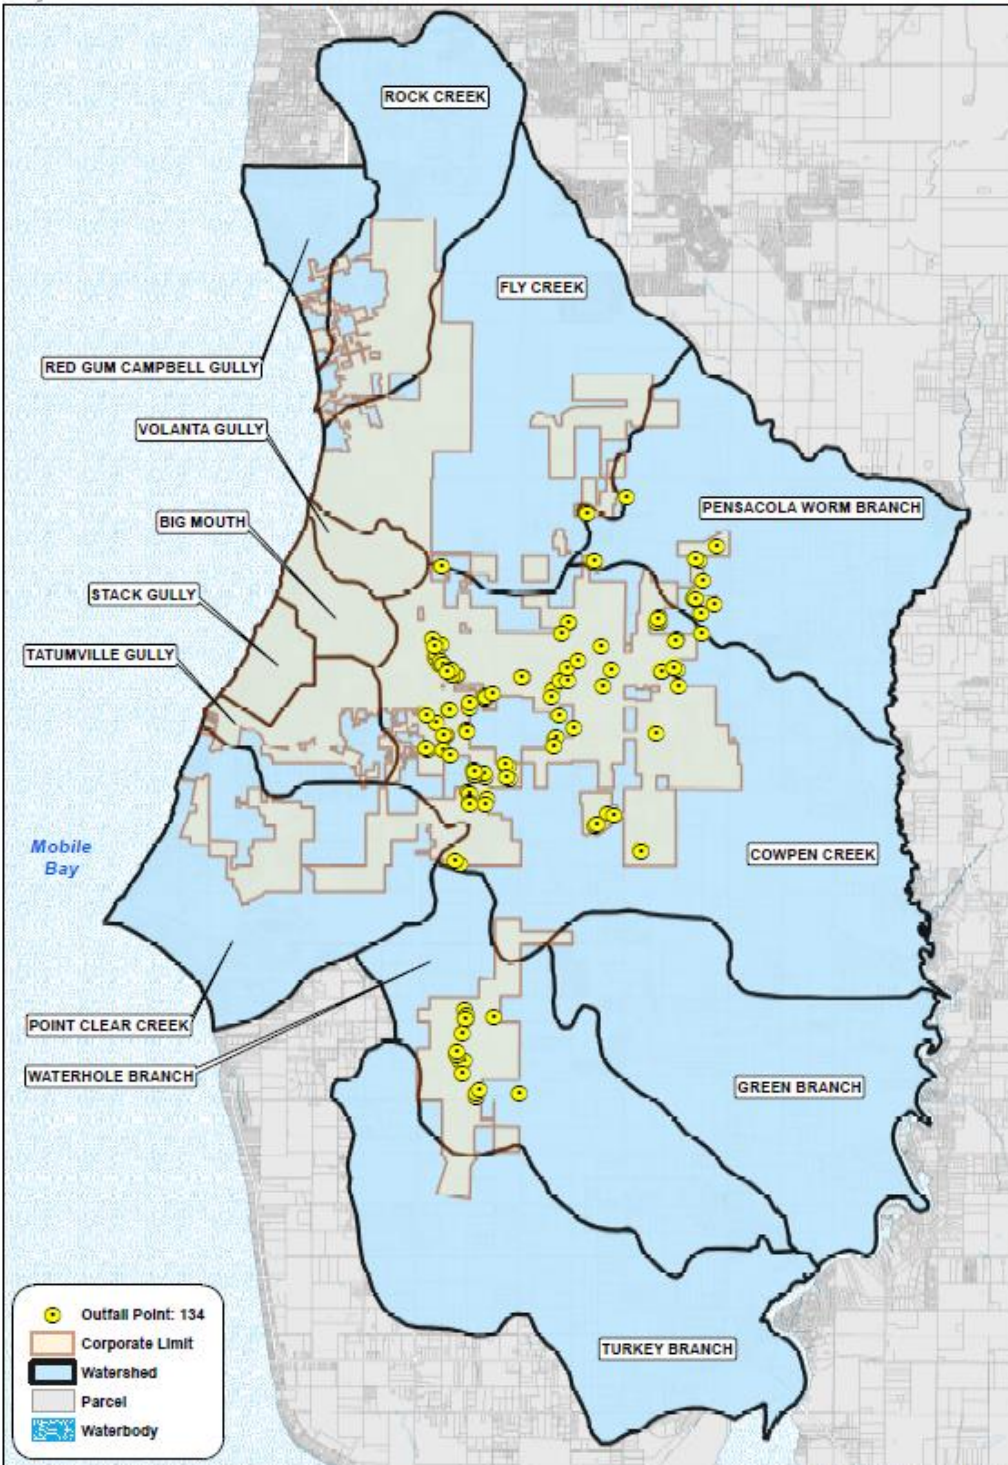 ROCK CREEK
FLY CREEK
RED GUM CAMPBELL GULLY
VOLANTA GULLY
PENSACOLA WORM BRANCH
BIG MOUTH
STACK GULLY
TATUMVILLE GULLY
Mobile
Bay
COWPEN CREEK
POINT CLEAR CREEK
WATERHOLE BRANCH
GREEN BRANCH
TURKEY BRANCH
Outfall Point: 134
Corporate Limit
Watershed
Parcel
Waterbody